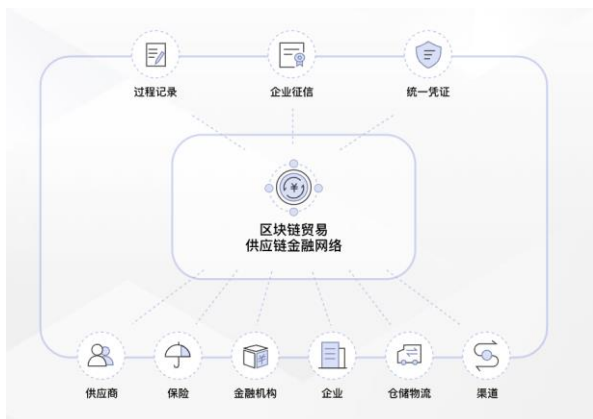 过程记录
企业征信
统一凭证
区块链贸易
供应链金融网络
供应商
保险
金融机构
企业
仓储物流
渠道